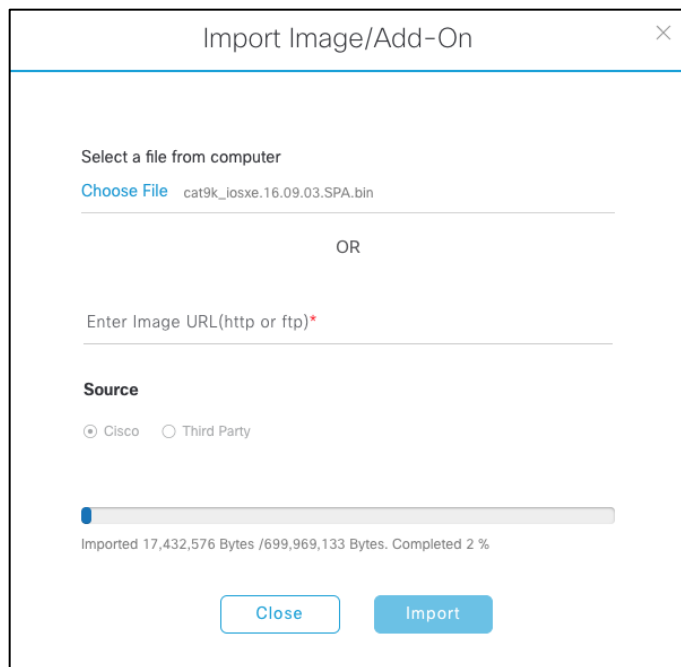 Import Image/Add-On
Select a file from computer
Choose File cat9k_iosxe.16.09.03.SPA.bin
OR
Enter Image URL(http or ftp)*
Source
Cisco Third Party
Imported 17,432,576 Bytes /699,969,133 Bytes. Completed 2 %
Close Import